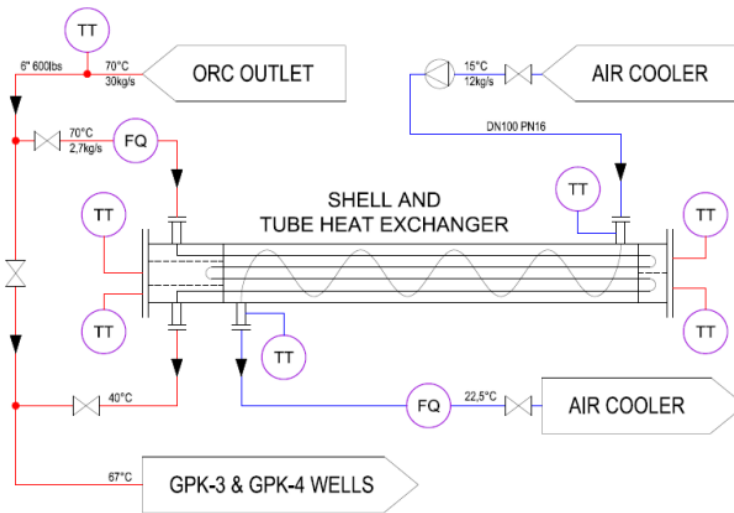 TT
6" 600lbs
70°C
30kg/s
ORC OUTLET
15°C
12kg/s
AIR COOLER
70°C
2,7kg/s
FQ
DN100 PN16
SHELL AND
TUBE HEAT EXCHANGER
TT
TT
TT
TT
TT
TT
40°C
FQ
22,5°C
AIR COOLER
67°C
GPK-3 & GPK-4 WELLS